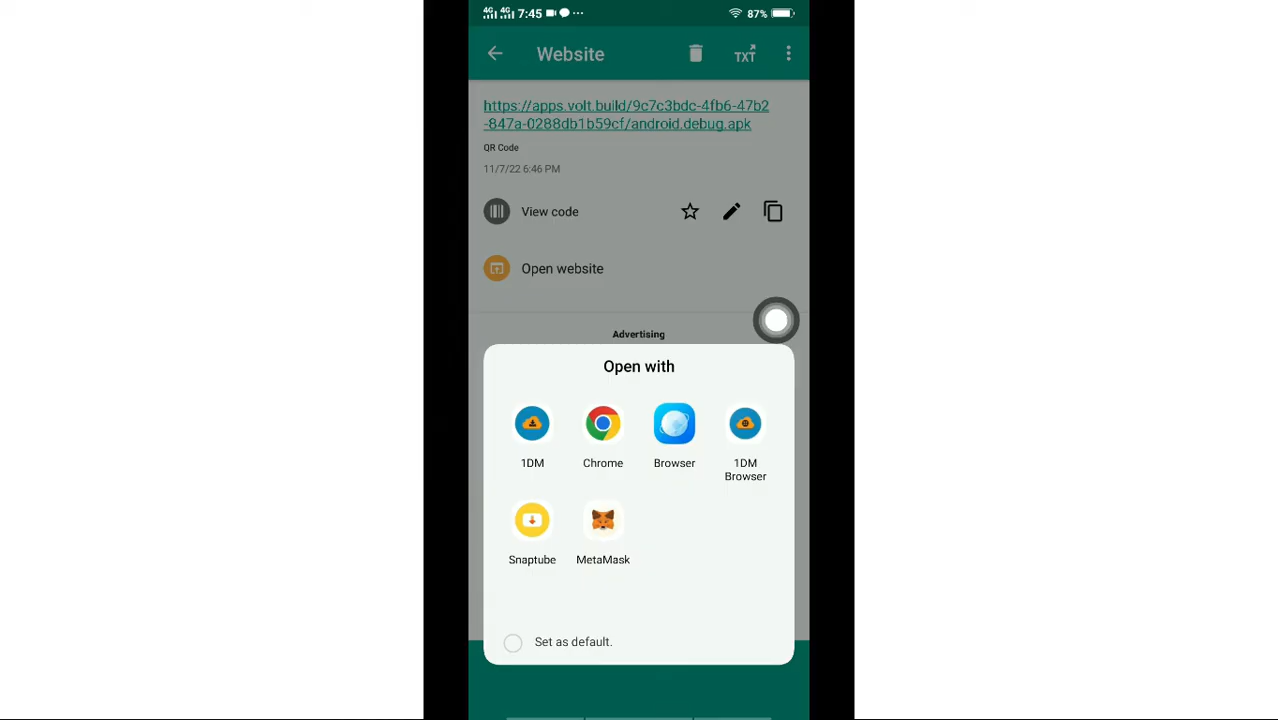 4G 4G 7:45 87%
Website TXT
https://apps.volt.build/9c7c3bdc-4fb6-47b2
-847a-0288db1b59cf/android.debug.apk
QR Code
11/7/22 6:46 PM
View code
Open website
Advertising
Open with
1DM Chrome Browser 1DM
Browser
Snaptube MetaMask
Set as default.